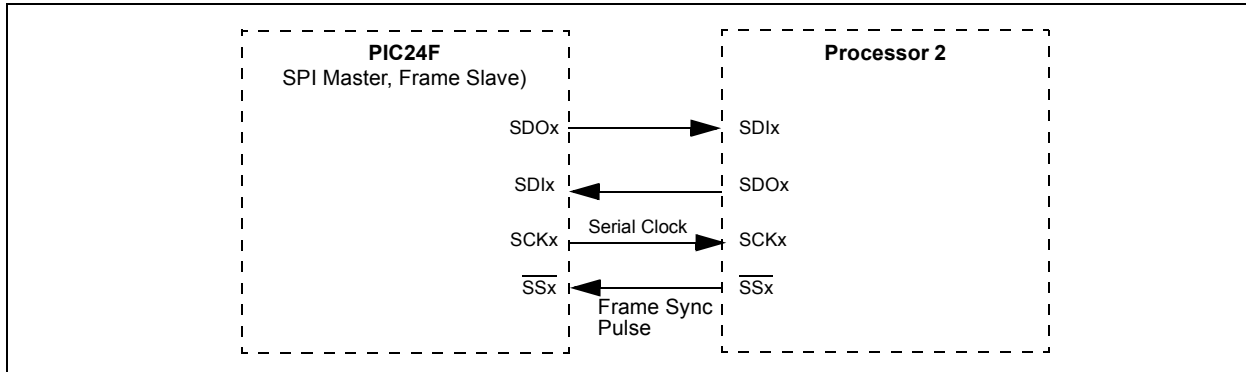 PIC24F
SPI Master, Frame Slave)
Processor 2
SDOx
SDIx
SDIx
SDOx
SCKx
Serial Clock
SCKx
SSx
SSx
Frame Sync
Pulse